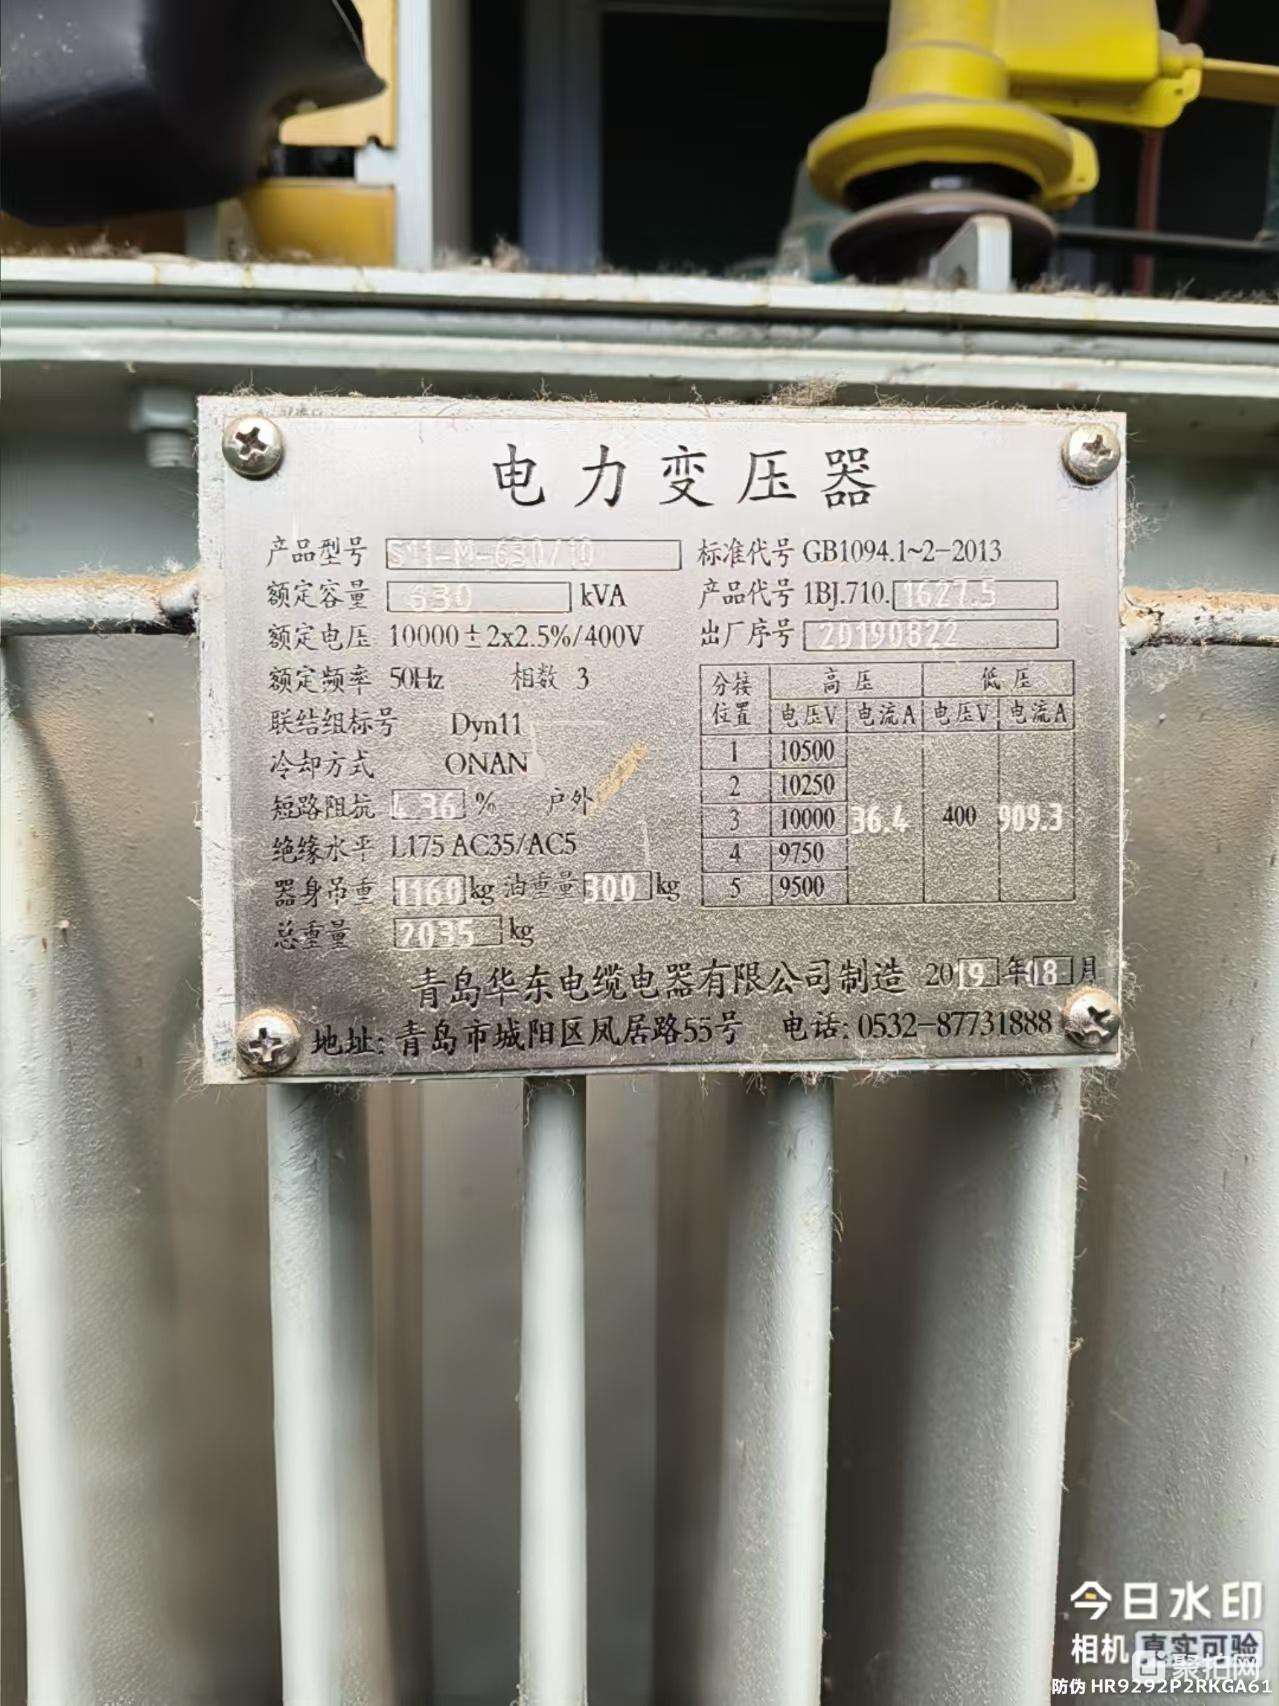 电力变压器
产品型号 S11-M-630/10 标准代号 GB1094.1~2-2013
额定容量 630 kVA 产品代号 1BJ.710.1627.5
额定电压 10000±2x2.5%/400V 出厂序号 20190822
额定频率 50Hz 相数 3
联结组标号 Dyn11
冷却方式 ONAN
短路阻抗 4.36 % 户外
绝缘水平 L175 AC35/AC5
器身吊重 1160 kg 油重量 300 kg
总重量 2035 kg
分接位置 高压 低压
电压V 电流A 电压V 电流A
1 10500
2 10250
3 10000 36.4 400 909.3
4 9750
5 9500
青岛华东电缆电器有限公司制造 2019年08月
地址:青岛市城阳区凤居路55号 电话:0532-87731888
今日水印
相机 真实可验
聚拍网
防伪 HR9292P2RKGA61